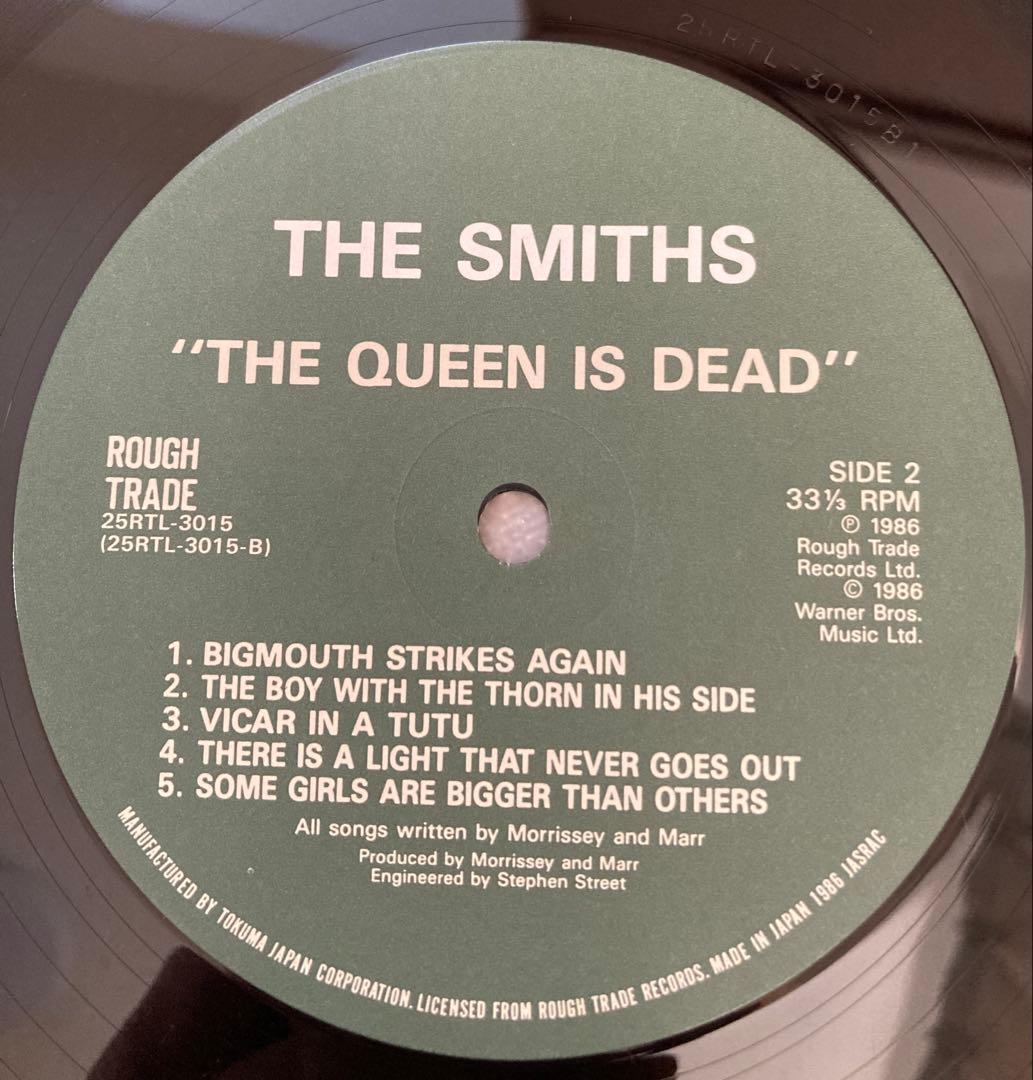 25RTL-3015B1
THE SMITHS
"THE QUEEN IS DEAD"
ROUGH
TRADE
25RTL-3015
(25RTL-3015-B)
SIDE 2
33⅓ RPM
℗ 1986
Rough Trade
Records Ltd.
© 1986
Warner Bros.
Music Ltd.
1. BIGMOUTH STRIKES AGAIN
2. THE BOY WITH THE THORN IN HIS SIDE
3. VICAR IN A TUTU
4. THERE IS A LIGHT THAT NEVER GOES OUT
5. SOME GIRLS ARE BIGGER THAN OTHERS
All songs written by Morrissey and Marr
Produced by Morrissey and Marr
Engineered by Stephen Street
MANUFACTURED BY TOKUMA JAPAN CORPORATION. LICENSED FROM ROUGH TRADE RECORDS. MADE IN JAPAN 1986 JASRAC